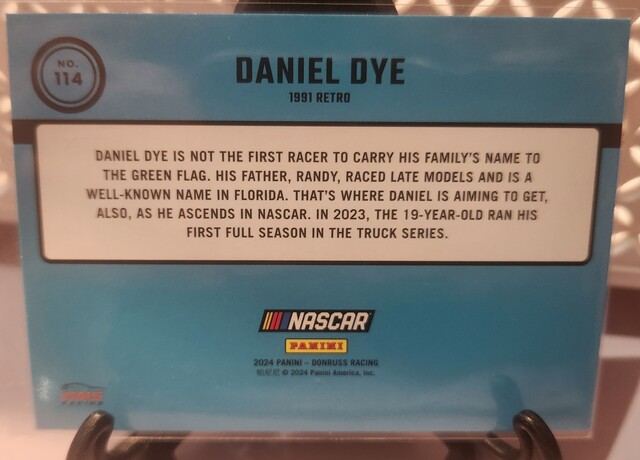 NO.
114
DANIEL DYE
1991 RETRO
DANIEL DYE IS NOT THE FIRST RACER TO CARRY HIS FAMILY'S NAME TO
THE GREEN FLAG. HIS FATHER, RANDY, RACED LATE MODELS AND IS A
WELL-KNOWN NAME IN FLORIDA. THAT'S WHERE DANIEL IS AIMING TO GET,
ALSO, AS HE ASCENDS IN NASCAR. IN 2023, THE 19-YEAR-OLD RAN HIS
FIRST FULL SEASON IN THE TRUCK SERIES.
NASCAR
PANINI
2024 PANINI – DONRUSS RACING
© 2024 Panini America, Inc.